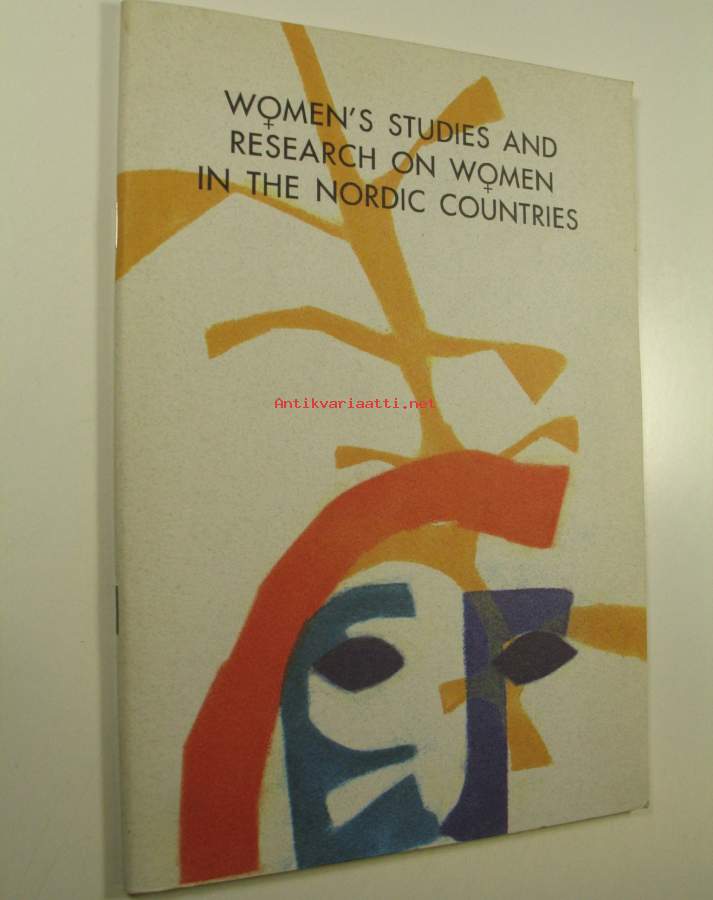 WOMEN'S STUDIES AND
RESEARCH ON WOMEN
IN THE NORDIC COUNTRIES
Antikvariaatti.net